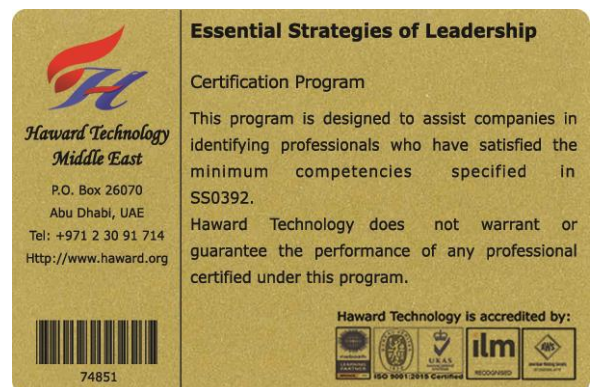 Haward Technology
Middle East
P.O. Box 26070
Abu Dhabi, UAE
Tel: +971 2 30 91 714
Http://www.haward.org
74851
Essential Strategies of Leadership
Certification Program
This program is designed to assist companies in
identifying professionals who have satisfied the
minimum competencies specified in
SS0392.
Haward Technology does not warrant or
guarantee the performance of any professional
certified under this program.
Haward Technology is accredited by:
UKAS
ISO 9001:2015 Certified
ilm
RECOGNISED